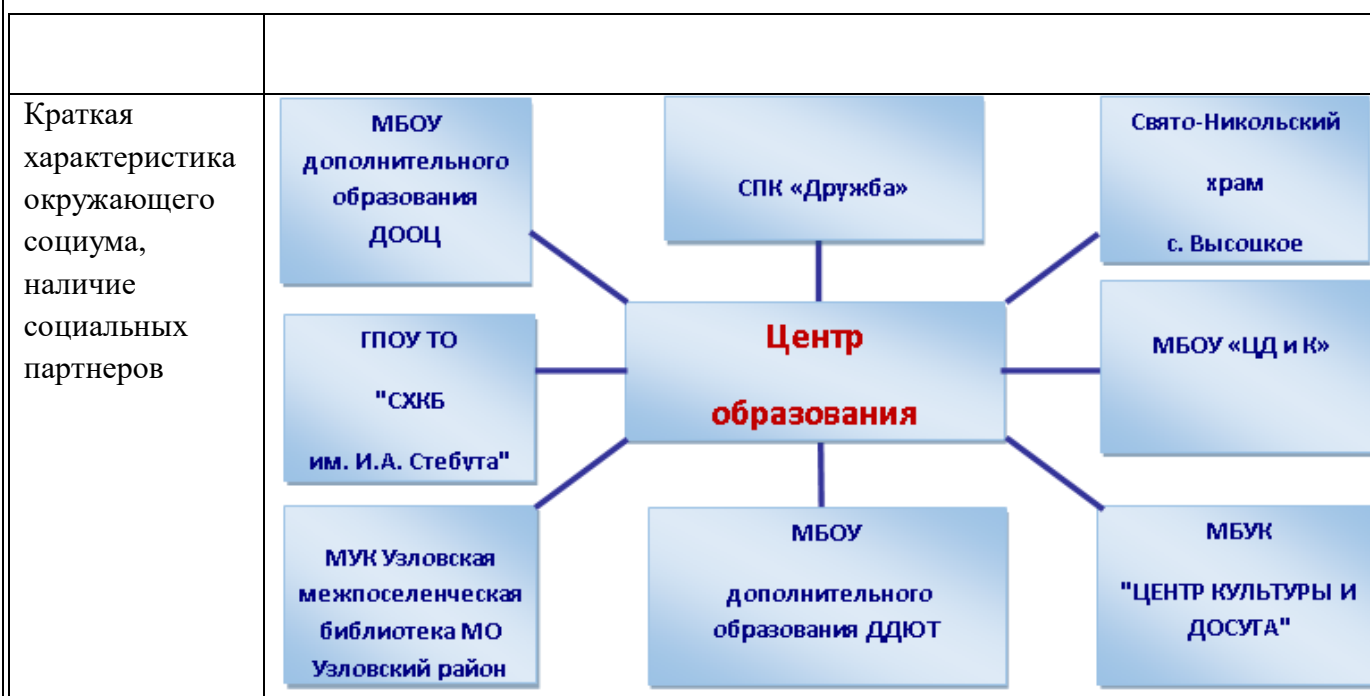 Краткая
характеристика
окружающего
социума,
наличие
социальных
партнеров
МБОУ
дополнительного
образования
ДООЦ
СПК «Дружба»
Свято-Никольский
храм
с. Высоцкое
ГПОУ ТО
"СХКБ
им. И.А. Стебута"
Центр
образования
МБОУ «ЦД и К»
МУК Узловская
межпоселенческая
библиотека МО
Узловский район
МБОУ
дополнительного
образования ДДЮТ
МБУК
"ЦЕНТР КУЛЬТУРЫ И
ДОСУГА"